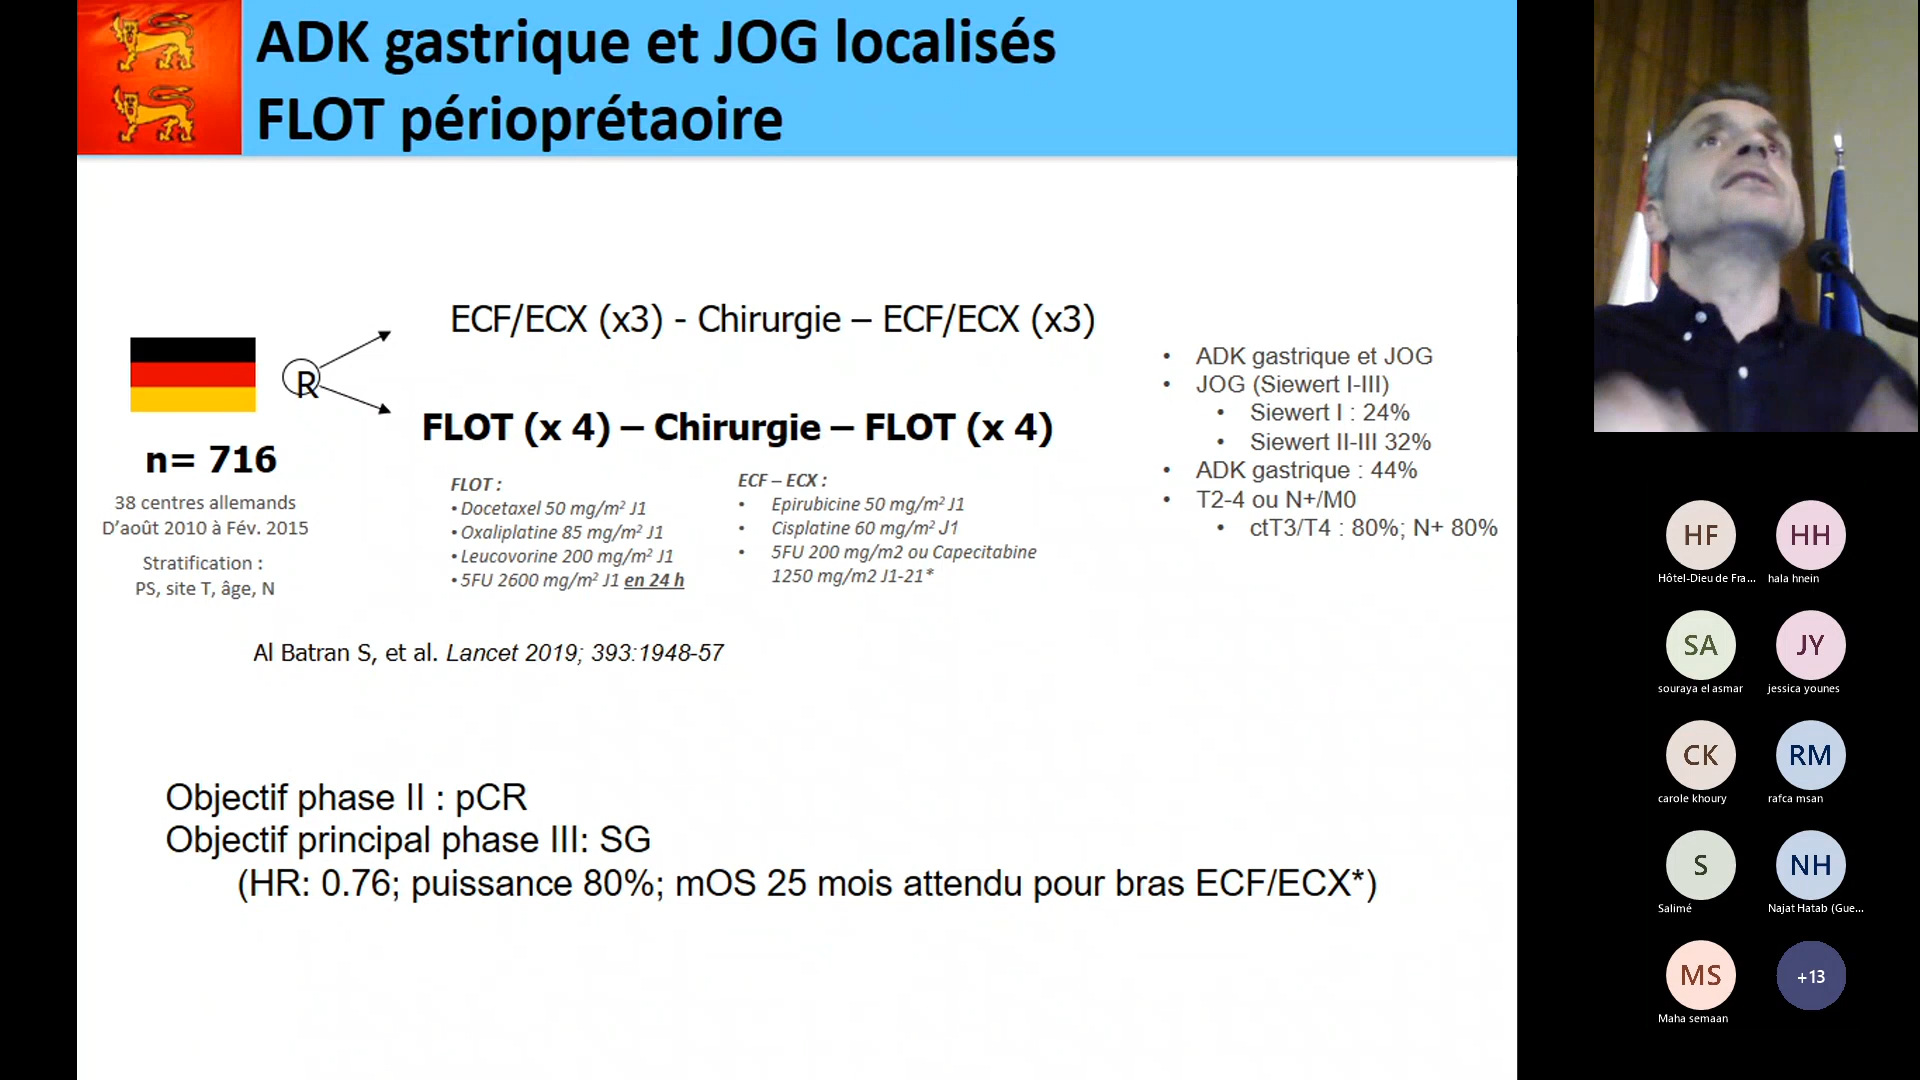 ADK gastrique et JOG localisés
FLOT périoprétaoire
ECF/ECX (x3) - Chirurgie – ECF/ECX (x3)
R
FLOT (x 4) – Chirurgie – FLOT (x 4)
n= 716
38 centres allemands
D’août 2010 à Fév. 2015
Stratification :
PS, site T, âge, N
FLOT :
• Docetaxel 50 mg/m² J1
• Oxaliplatine 85 mg/m² J1
• Leucovorine 200 mg/m² J1
• 5FU 2600 mg/m² J1 en 24 h
ECF – ECX :
• Epirubicine 50 mg/m² J1
• Cisplatine 60 mg/m² J1
• 5FU 200 mg/m2 ou Capecitabine
1250 mg/m2 J1-21*
• ADK gastrique et JOG
• JOG (Siewert I-III)
• Siewert I : 24%
• Siewert II-III 32%
• ADK gastrique : 44%
• T2-4 ou N+/M0
• ctT3/T4 : 80%; N+ 80%
Al Batran S, et al. Lancet 2019; 393:1948-57
Objectif phase II : pCR
Objectif principal phase III: SG
(HR: 0.76; puissance 80%; mOS 25 mois attendu pour bras ECF/ECX*)
HF
Hôtel-Dieu de Fra...
HH
hala hnein
SA
souraya el asmar
JY
jessica younes
CK
carole khoury
RM
rafca msan
S
Salimé
NH
Najat Hatab (Gue...
MS
Maha semaan
+13